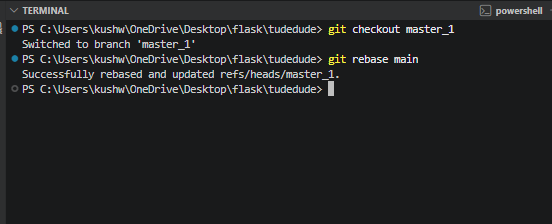 TERMINAL
powershell
PS C:\Users\kushw\OneDrive\Desktop\flask\tudedude> git checkout master_1
Switched to branch 'master_1'
PS C:\Users\kushw\OneDrive\Desktop\flask\tudedude> git rebase main
Successfully rebased and updated refs/heads/master_1.
PS C:\Users\kushw\OneDrive\Desktop\flask\tudedude>